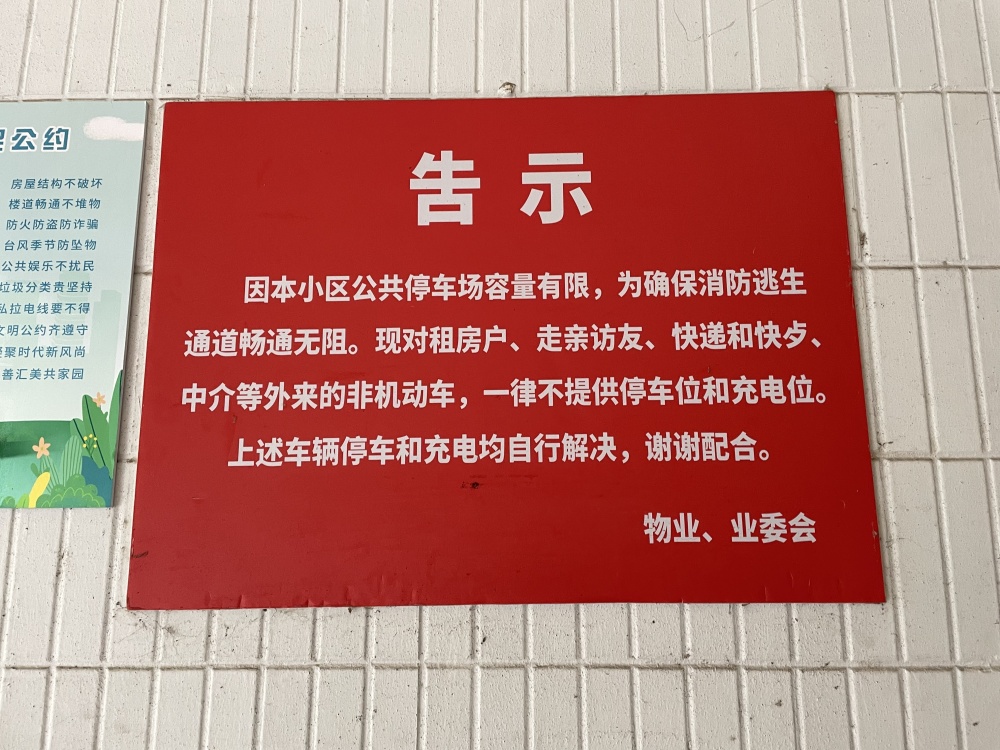 公约
房屋结构不破坏
楼道畅通不堆物
防火防盗防诈骗
台风季节防坠物
公共娱乐不扰民
垃圾分类贵坚持
私拉电线要不得
文明公约齐遵守
聚时代新风尚
善汇美共家园
告示
因本小区公共停车场容量有限，为确保消防逃生
通道畅通无阻。现对租房户、走亲访友、快递和快歺、
中介等外来的非机动车，一律不提供停车位和充电位。
上述车辆停车和充电均自行解决，谢谢配合。
物业、业委会